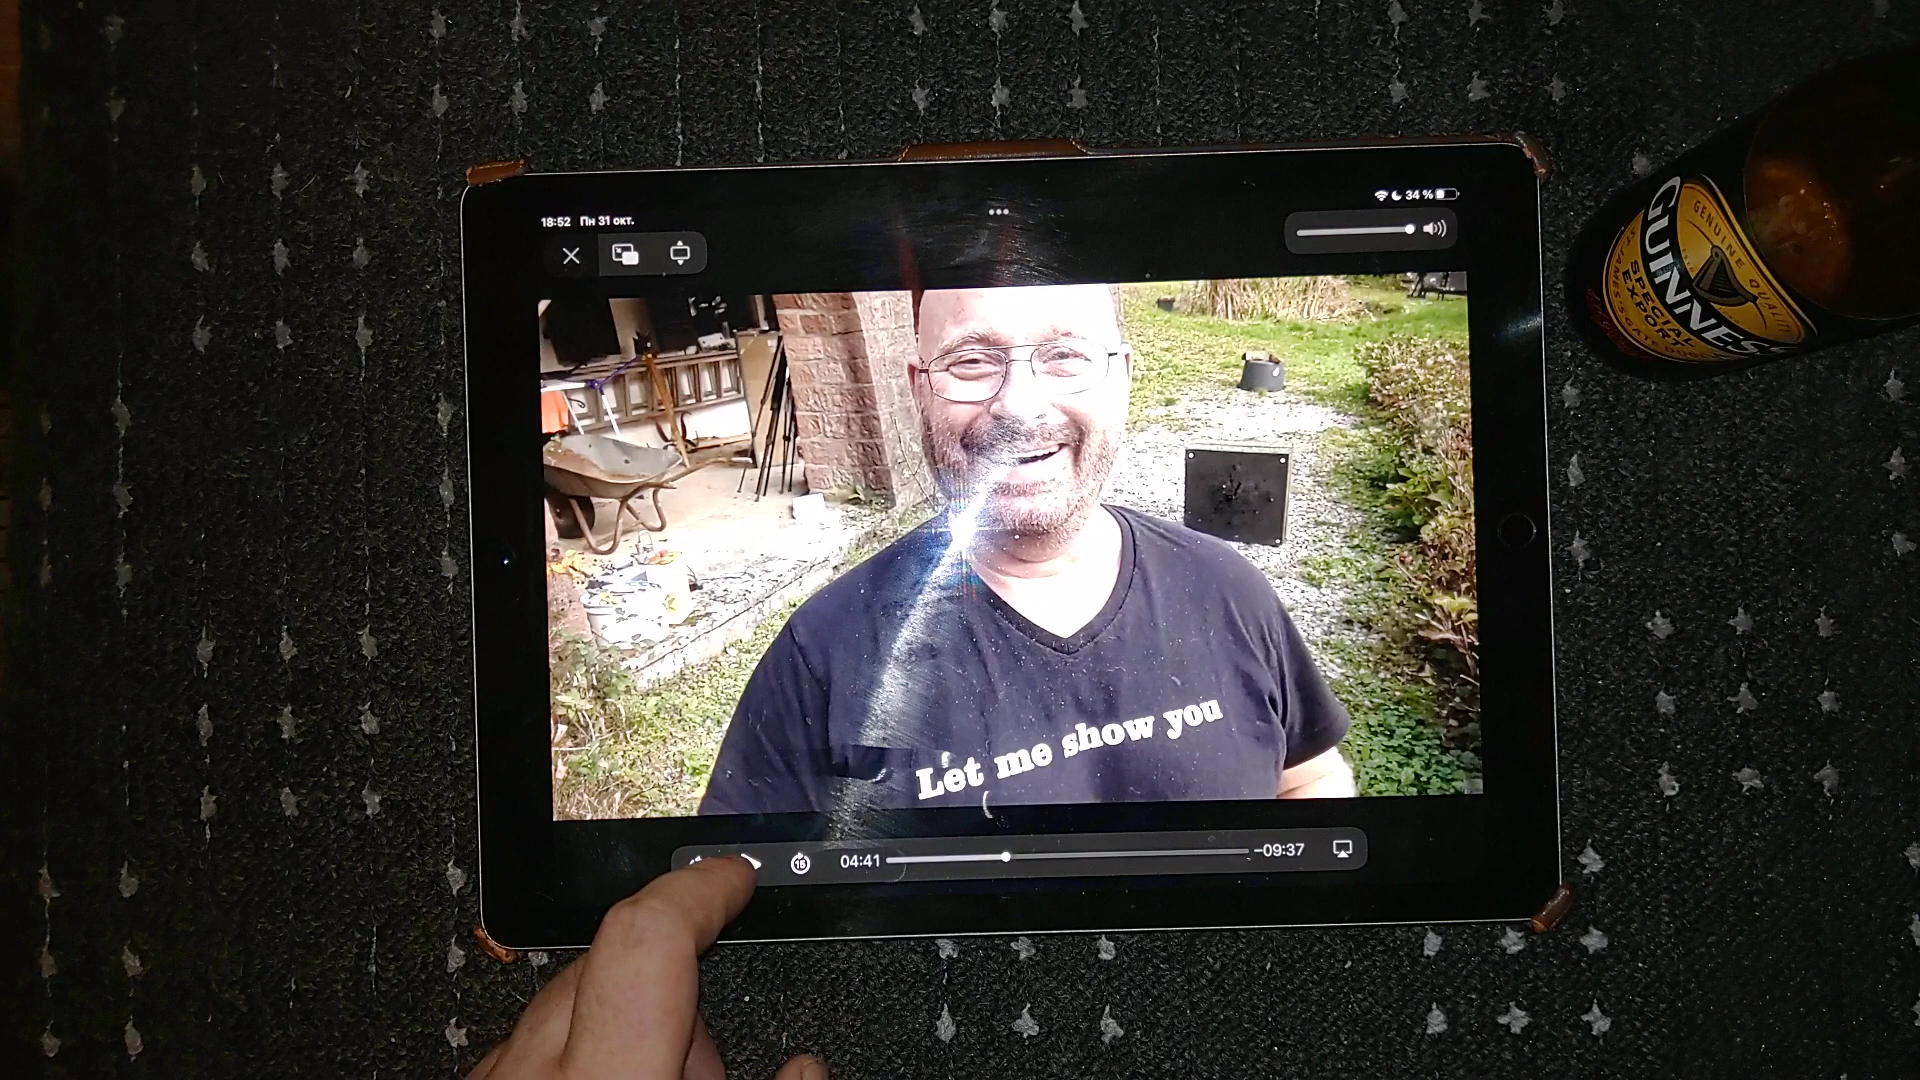 18:52 Пн 31 окт.
34 %
Let me show you
15
04:41
-09:37
GENUINE QUALITY
GUINNESS
SPECIAL
EXPORT